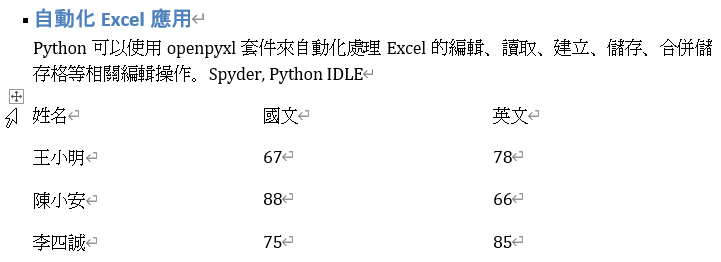 自動化 Excel 應用
Python 可以使用 openpyxl 套件來自動化處理 Excel 的編輯、讀取、建立、儲存、合併儲
存格等相關編輯操作。Spyder, Python IDLE
姓名 國文 英文
王小明 67 78
陳小安 88 66
李四誠 75 85